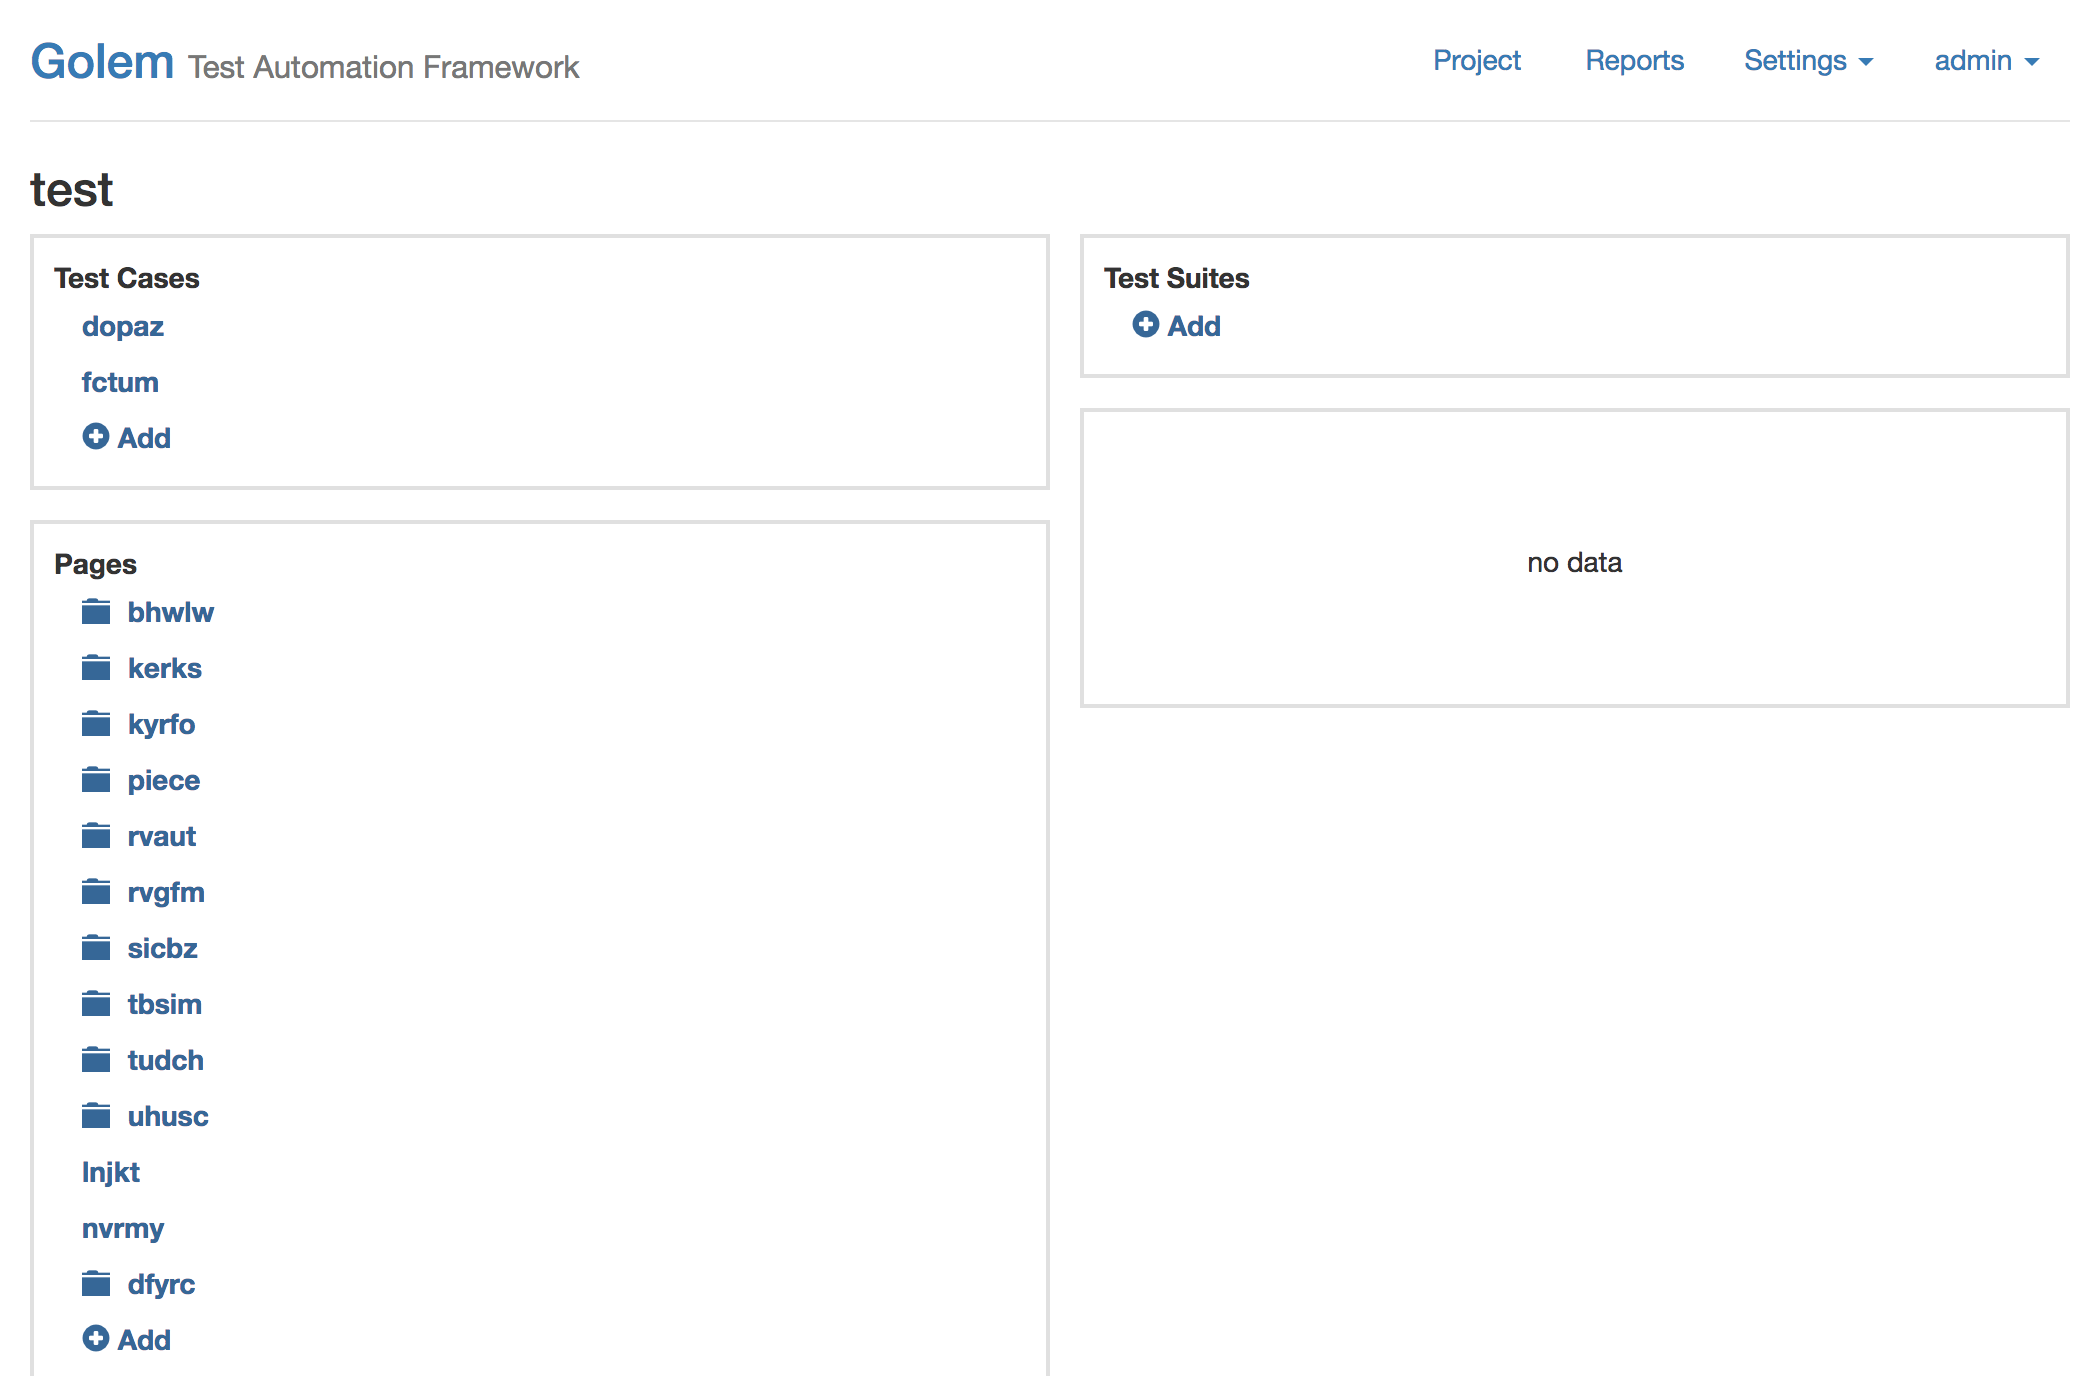 Golem Test Automation Framework
Project Reports Settings admin
test
Test Cases
dopaz
fctum
Add
Test Suites
Add
no data
Pages
bhwlw
kerks
kyrfo
piece
rvaut
rvgfm
sicbz
tbsim
tudch
uhusc
lnjkt
nvrmy
dfyrc
Add